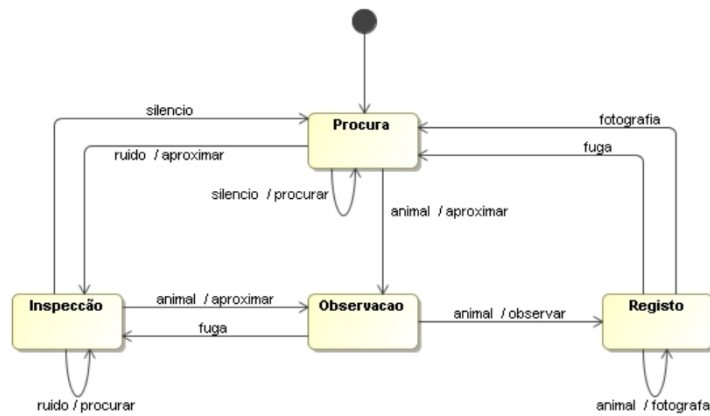 silencio
Procura
fotografia
ruido / aproximar
fuga
silencio / procurar
animal / aproximar
Inspecção
animal / aproximar
Observacao
animal / observar
Registo
fuga
ruido / procurar
animal / fotografa